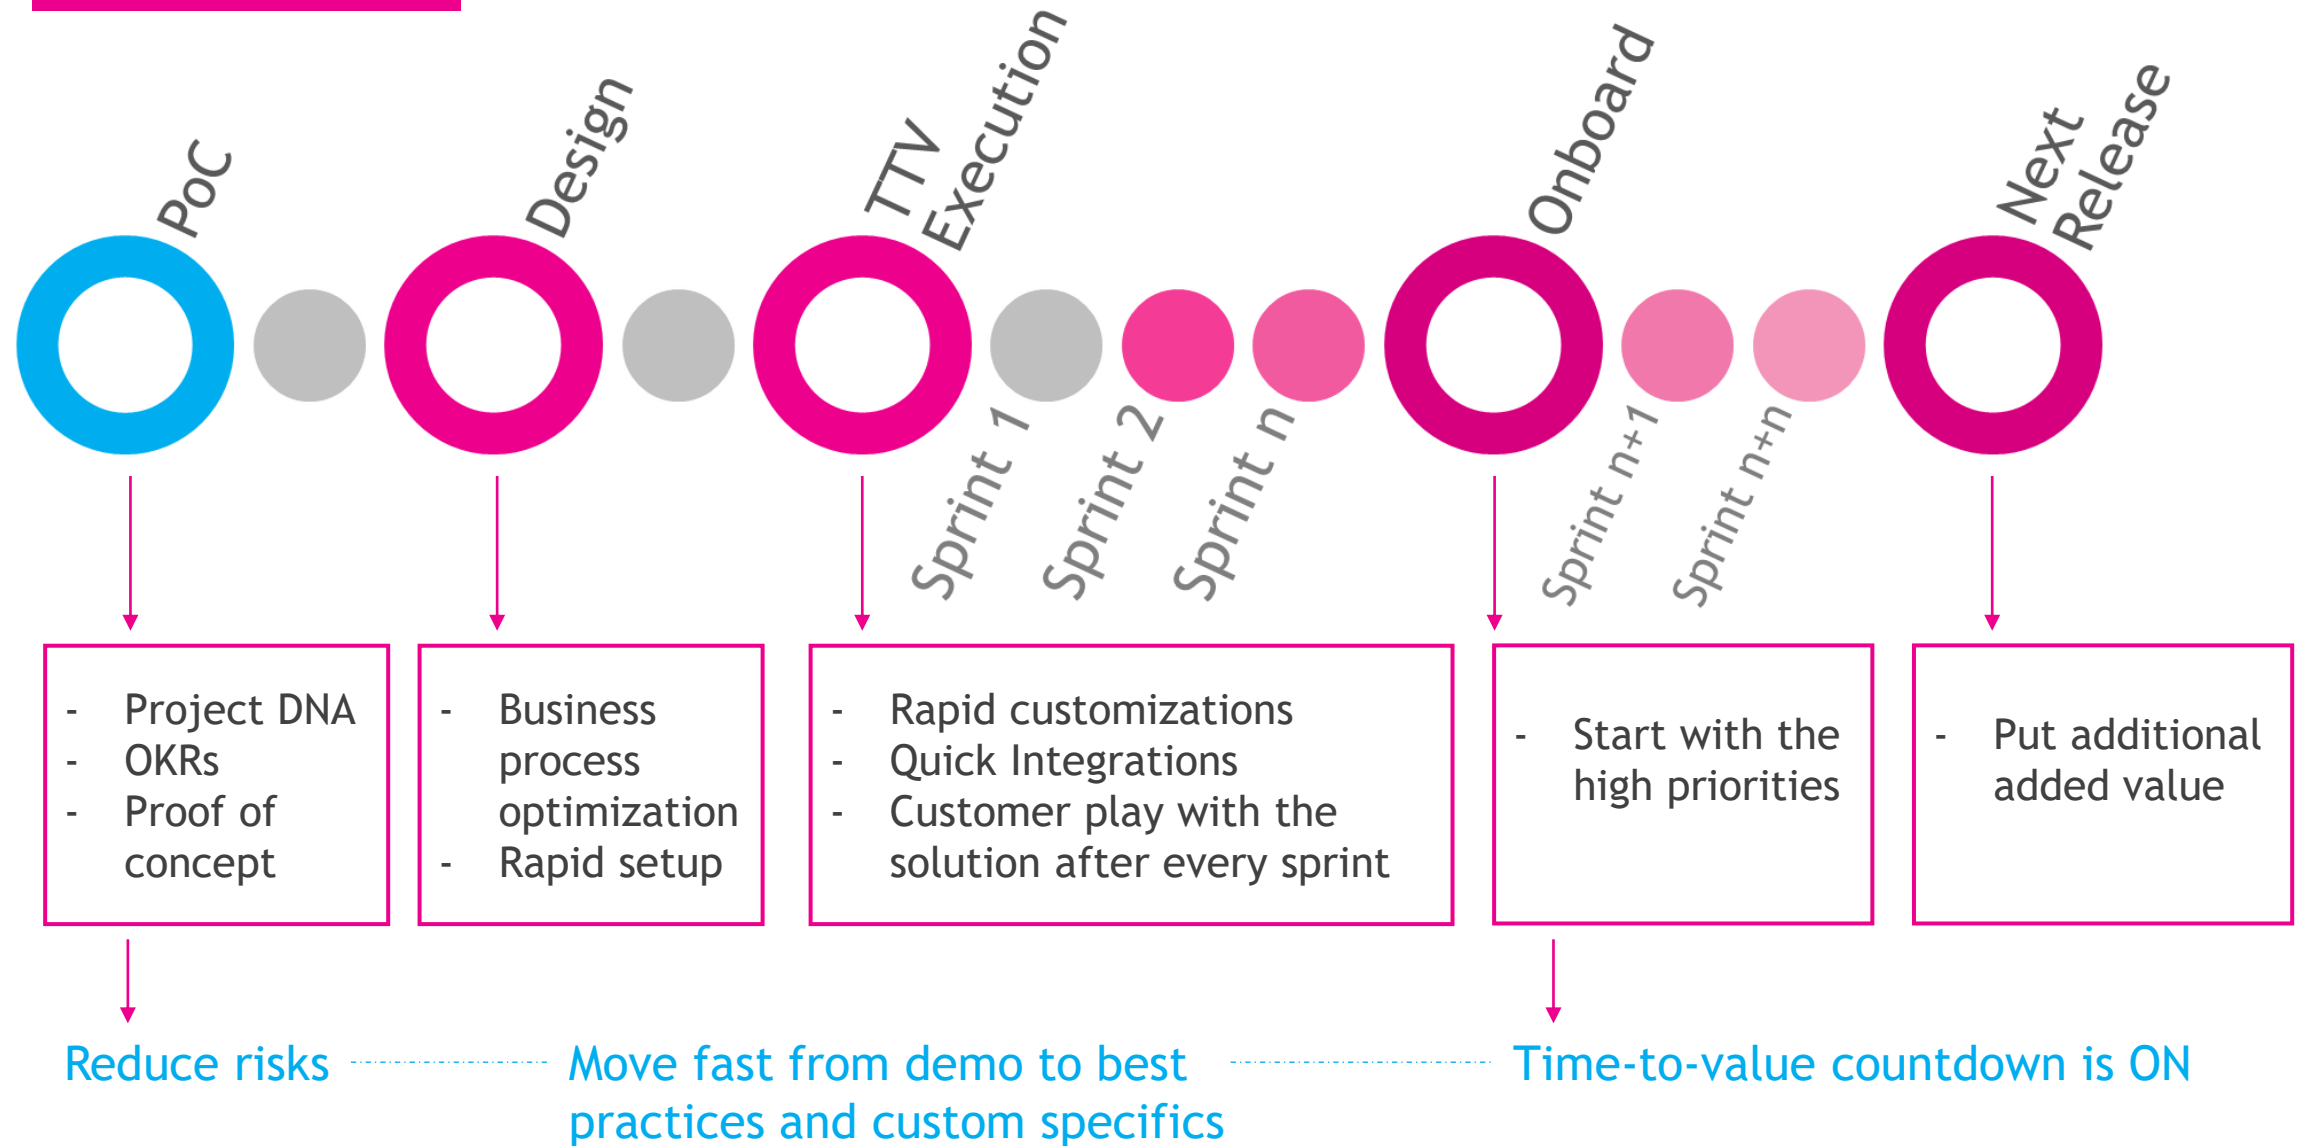 PoC
Design
TTV
Execution
Onboard
Next
Release
Sprint 1
Sprint 2
Sprint n
Sprint n+1
Sprint n+n
- Project DNA
- OKRs
- Proof of
concept
- Business
process
optimization
- Rapid setup
- Rapid customizations
- Quick Integrations
- Customer play with the
solution after every sprint
- Start with the
high priorities
- Put additional
added value
Reduce risks
Move fast from demo to best
practices and custom specifics
Time-to-value countdown is ON